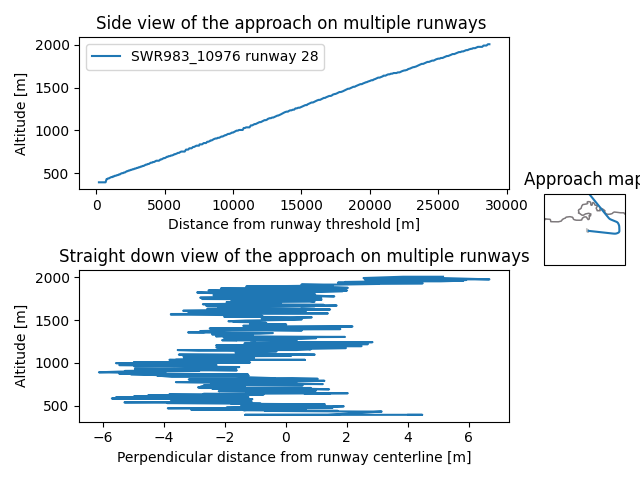 Side view of the approach on multiple runways
2000
1500
1000
500
Altitude [m]
SWR983_10976 runway 28
0
5000
10000
15000
20000
25000
30000
Distance from runway threshold [m]
Approach map
Straight down view of the approach on multiple runways
2000
1500
1000
500
Altitude [m]
−6
−4
−2
0
2
4
6
Perpendicular distance from runway centerline [m]